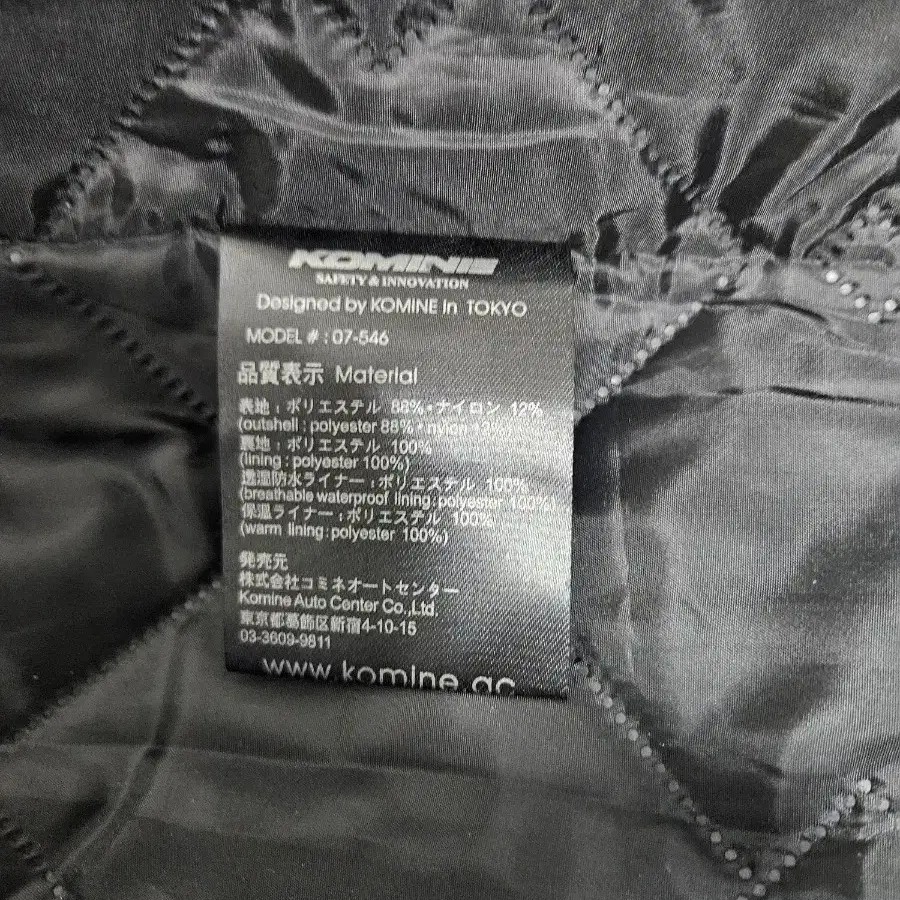 KOMINE
SAFETY & INNOVATION
Designed by KOMINE in TOKYO
MODEL # : 07-546
品質表示 Material
表地 : ポリエステル 88%・ナイロン 12%
(outshell : polyester 88% • nylon 12%
裏地 : ポリエステル 100%
(lining : polyester 100%)
透湿防水ライナー : ポリエステル 100%
(breathable waterproof lining: polyester 100%)
保温ライナー : ポリエステル 100%
(warm lining : polyester 100%)
発売元
株式会社コミネオートセンター
Komine Auto Center Co.,Ltd.
東京都葛飾区新宿4-10-15
03-3609-9811
www.komine.ac